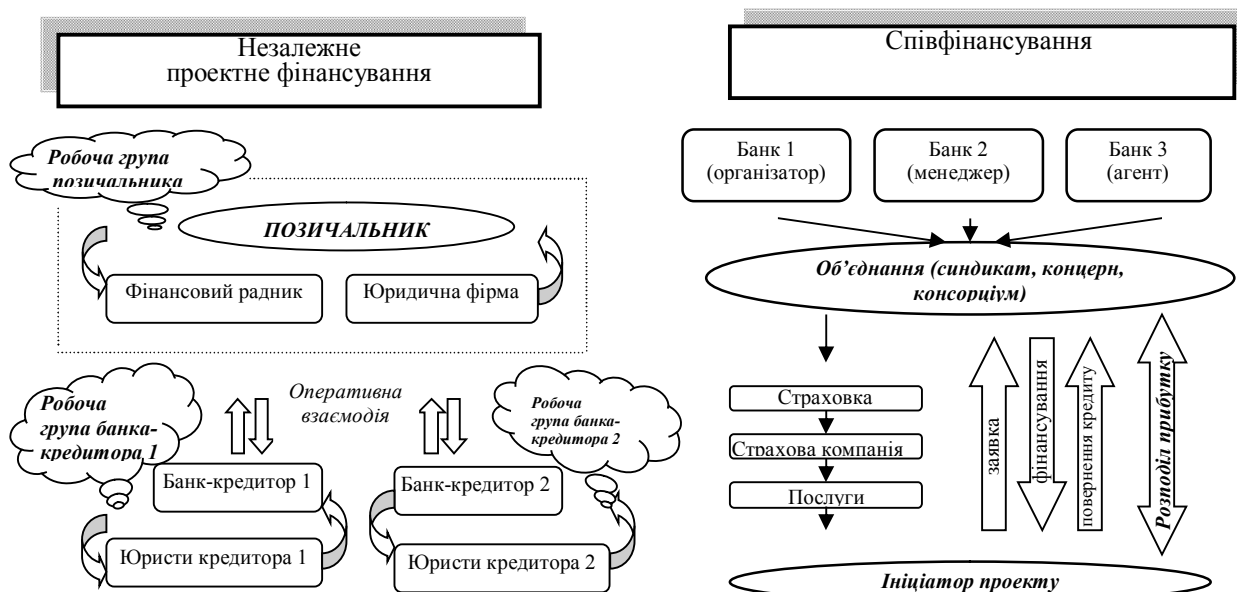 Незалежне
проектне фінансування
Робоча група
позичальника
ПОЗИЧАЛЬНИК
Фінансовий радник
Юридична фірма
Робоча
група банка-
кредитора 1
Оперативна
взаємодія
Робоча
група банка-
кредитора 2
Банк-кредитор 1
Банк-кредитор 2
Юристи кредитора 1
Юристи кредитора 2
Співфінансування
Банк 1
(організатор)
Банк 2
(менеджер)
Банк 3
(агент)
Об’єднання (синдикат, концерн,
консорціум)
Страховка
Страхова компанія
Послуги
заявка
фінансування
повернення кредиту
Розподіл прибутку
Ініціатор проекту